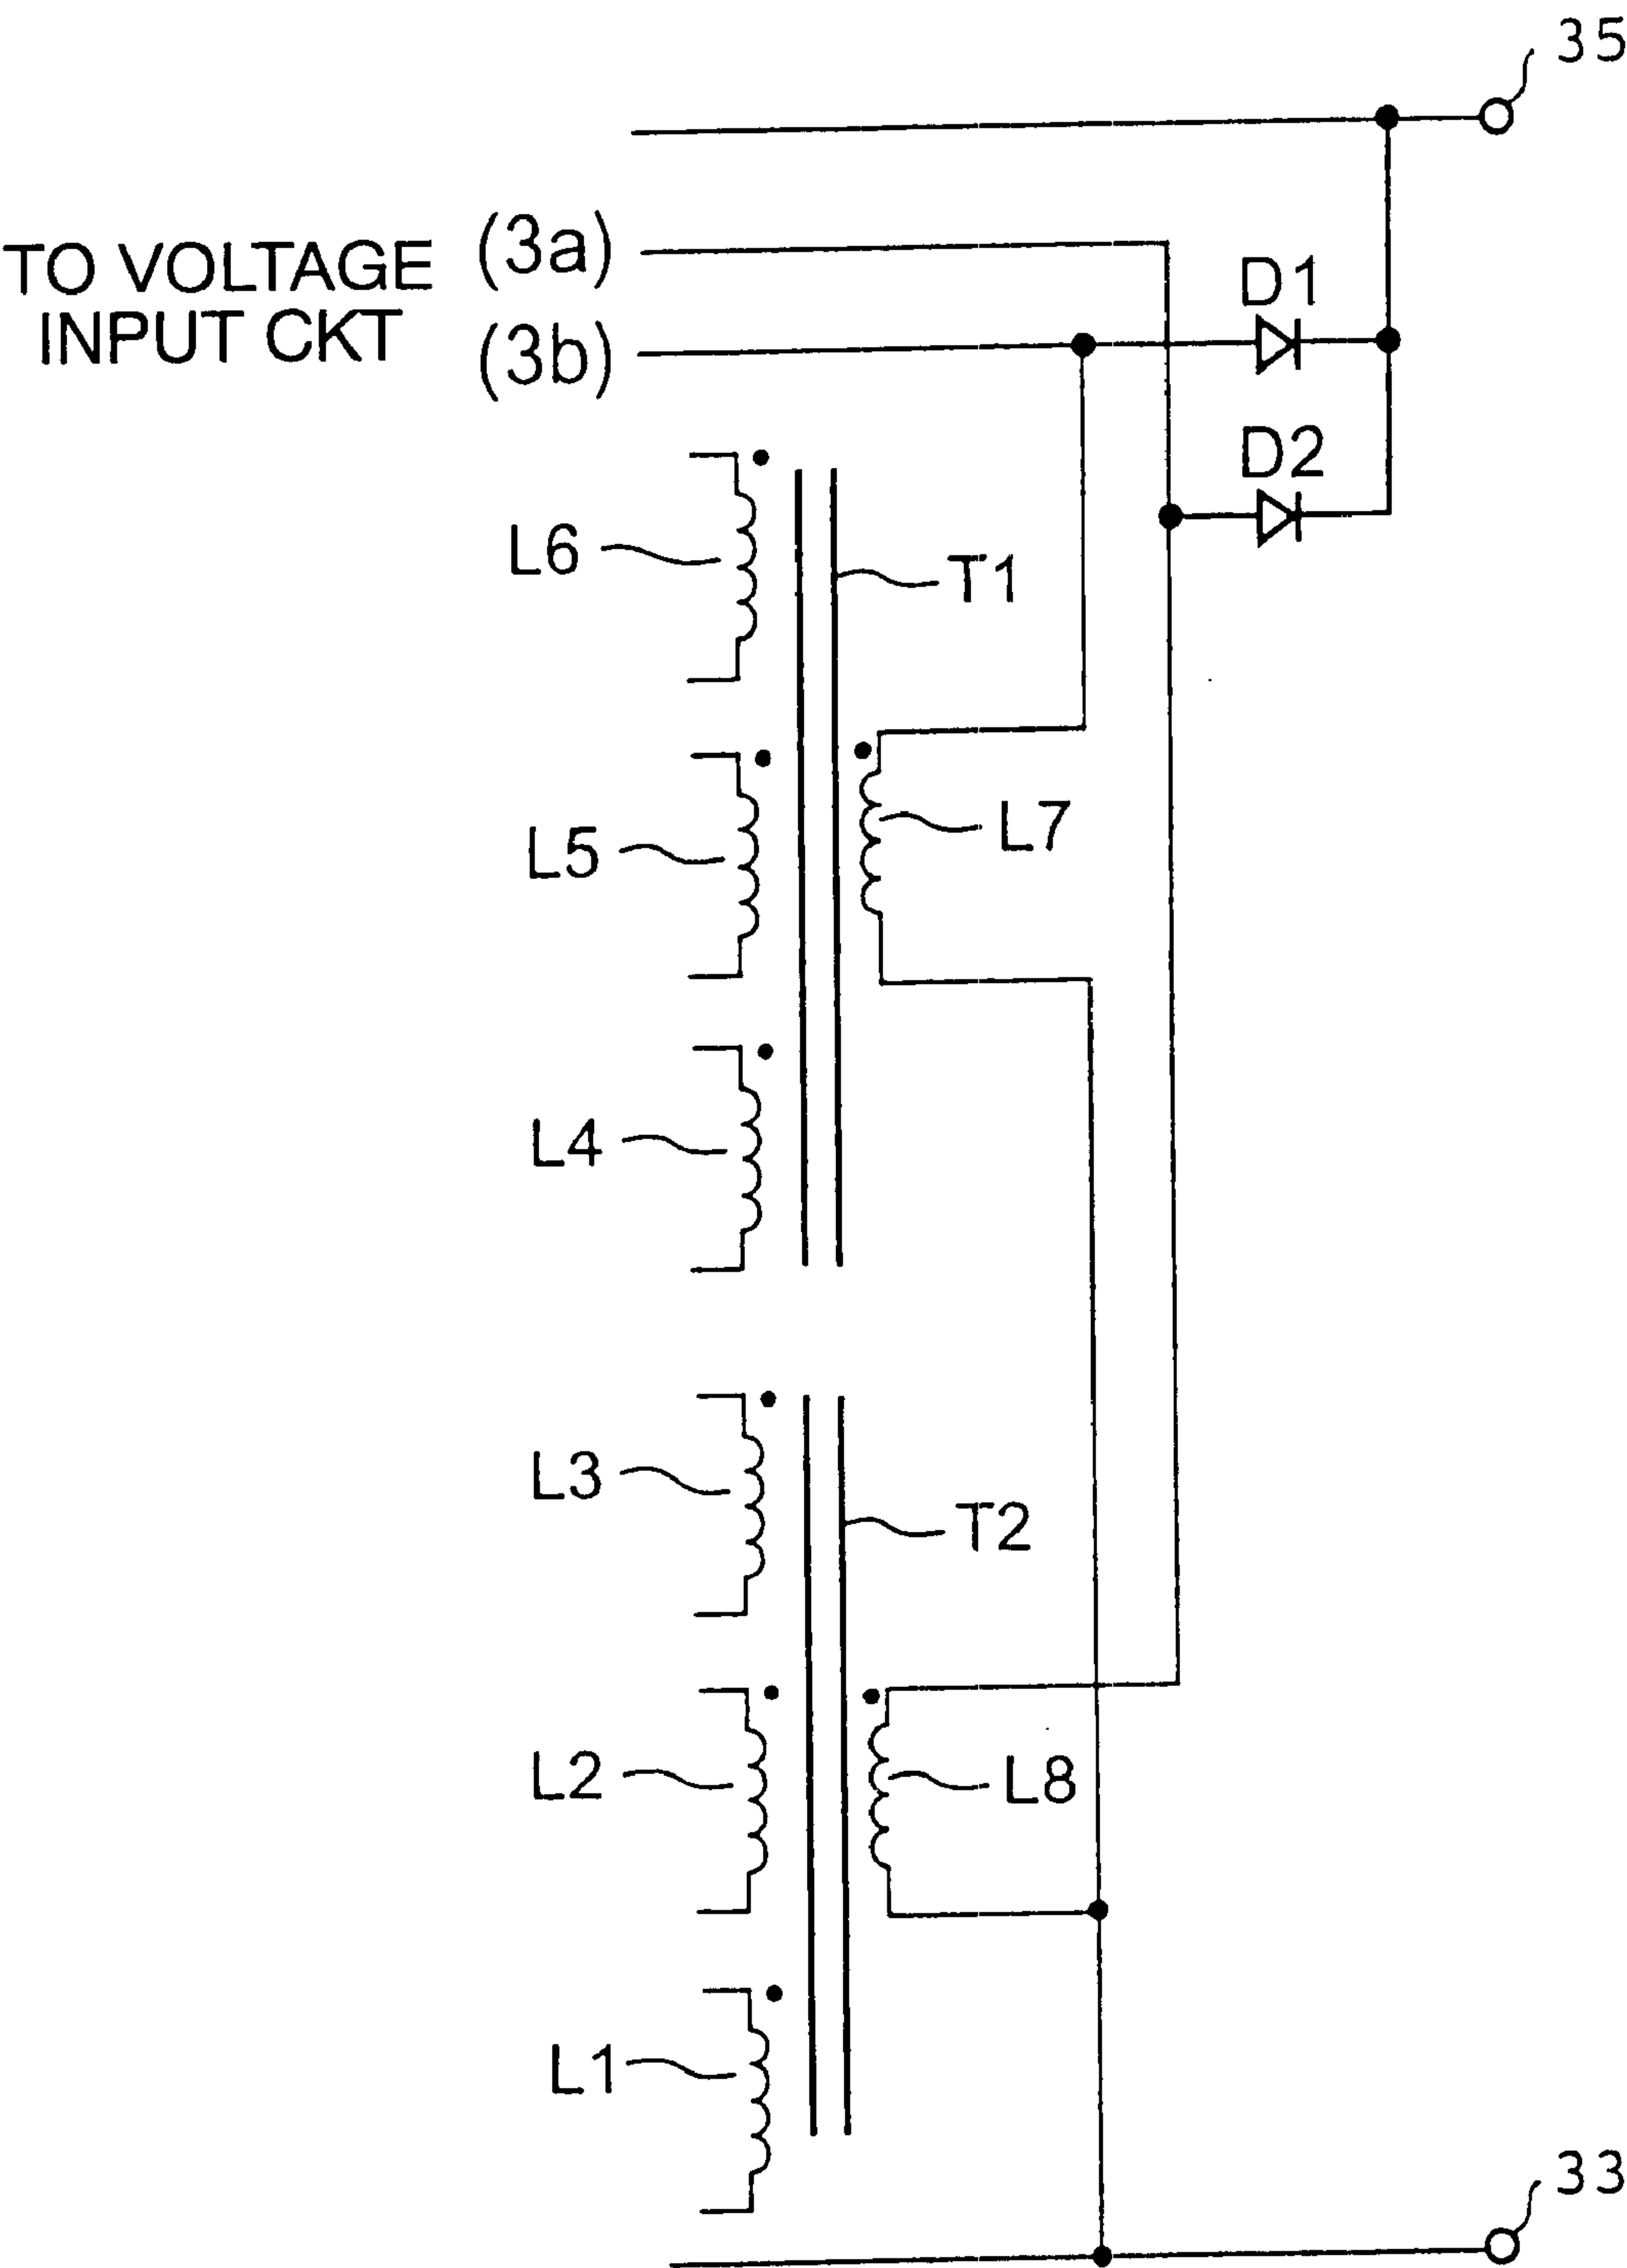 35
TO VOLTAGE (3a)
INPUT CKT (3b)
D1
D2
L6
T1
L5
L7
L4
L3
T2
L2
L8
L1
33